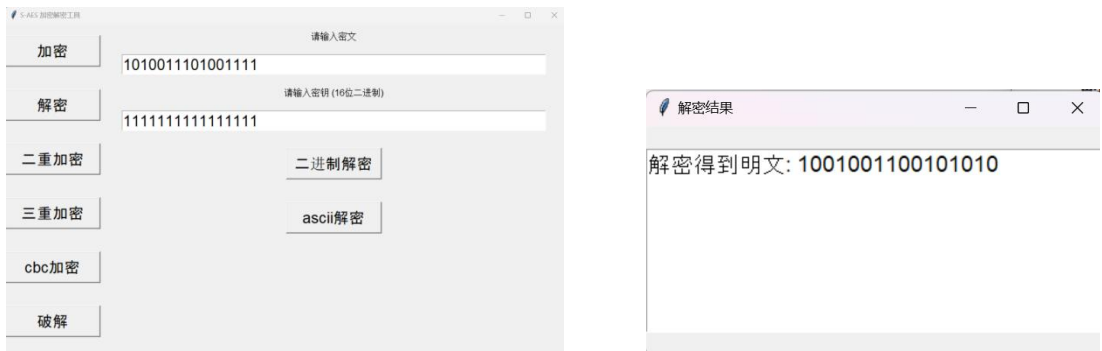 S-AES 加密解密工具
加密
解密
二重加密
三重加密
cbc加密
破解
请输入密文
1010011101001111
请输入密钥 (16位二进制)
1111111111111111
二进制解密
ascii解密
解密结果
解密得到明文: 1001001100101010